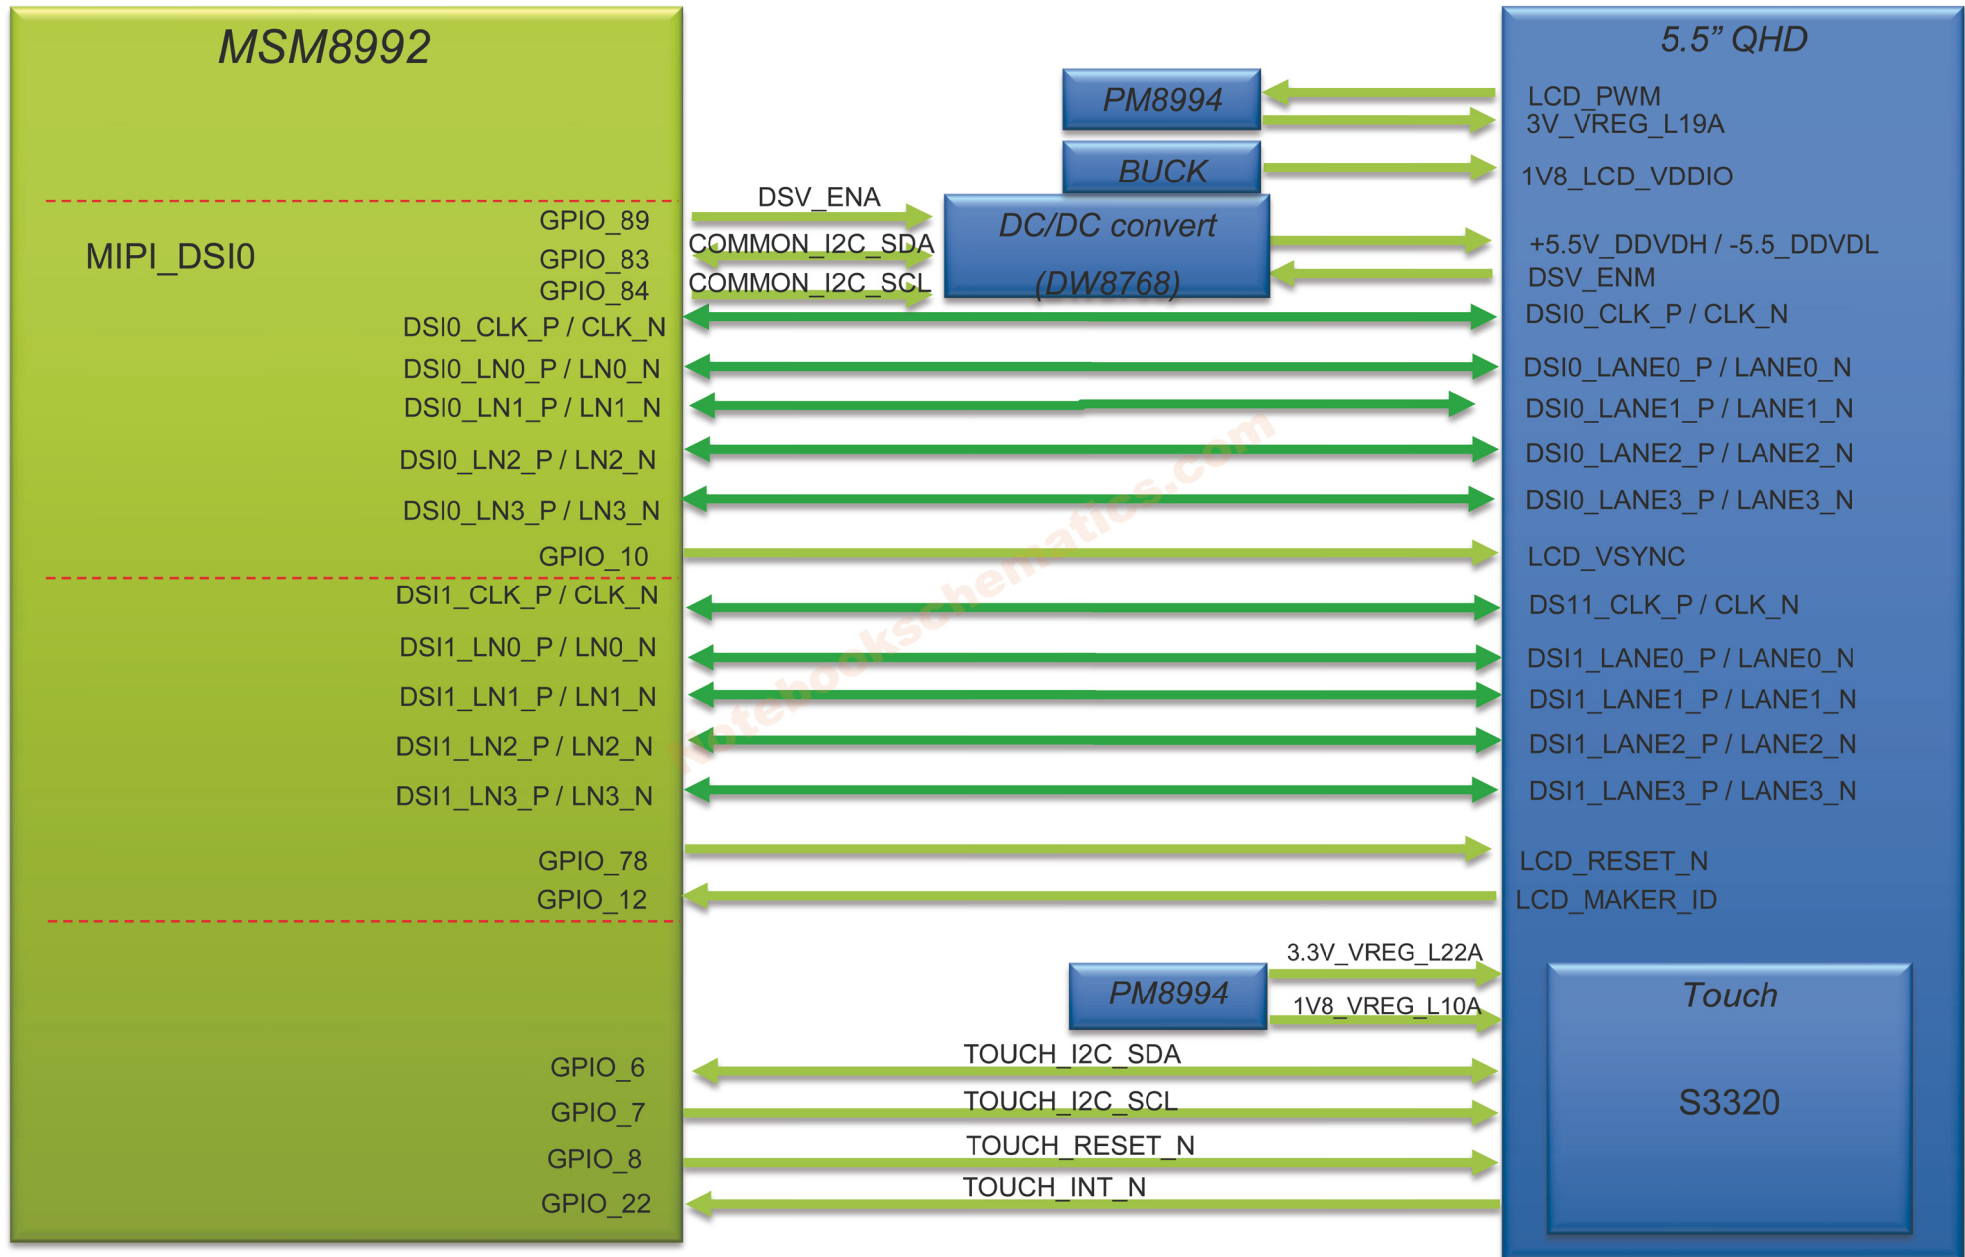 MSM8992
5.5” QHD
PM8994
LCD_PWM
3V_VREG_L19A
BUCK
1V8_LCD_VDDIO
MIPI_DSI0
GPIO_89
DSV_ENA
DC/DC convert
(DW8768)
+5.5V_DDVDH / -5.5_DDVDL
GPIO_83
COMMON_I2C_SDA
DSV_ENM
GPIO_84
COMMON_I2C_SCL
DSI0_CLK_P / CLK_N
DSI0_CLK_P / CLK_N
DSI0_LN0_P / LN0_N
DSI0_LANE0_P / LANE0_N
DSI0_LN1_P / LN1_N
DSI0_LANE1_P / LANE1_N
DSI0_LN2_P / LN2_N
DSI0_LANE2_P / LANE2_N
DSI0_LN3_P / LN3_N
DSI0_LANE3_P / LANE3_N
GPIO_10
LCD_VSYNC
DSI1_CLK_P / CLK_N
DS11_CLK_P / CLK_N
DSI1_LN0_P / LN0_N
DSI1_LANE0_P / LANE0_N
DSI1_LN1_P / LN1_N
DSI1_LANE1_P / LANE1_N
DSI1_LN2_P / LN2_N
DSI1_LANE2_P / LANE2_N
DSI1_LN3_P / LN3_N
DSI1_LANE3_P / LANE3_N
GPIO_78
LCD_RESET_N
GPIO_12
LCD_MAKER_ID
PM8994
3.3V_VREG_L22A
1V8_VREG_L10A
Touch
S3320
GPIO_6
TOUCH_I2C_SDA
GPIO_7
TOUCH_I2C_SCL
GPIO_8
TOUCH_RESET_N
GPIO_22
TOUCH_INT_N
Notebookschematics.com